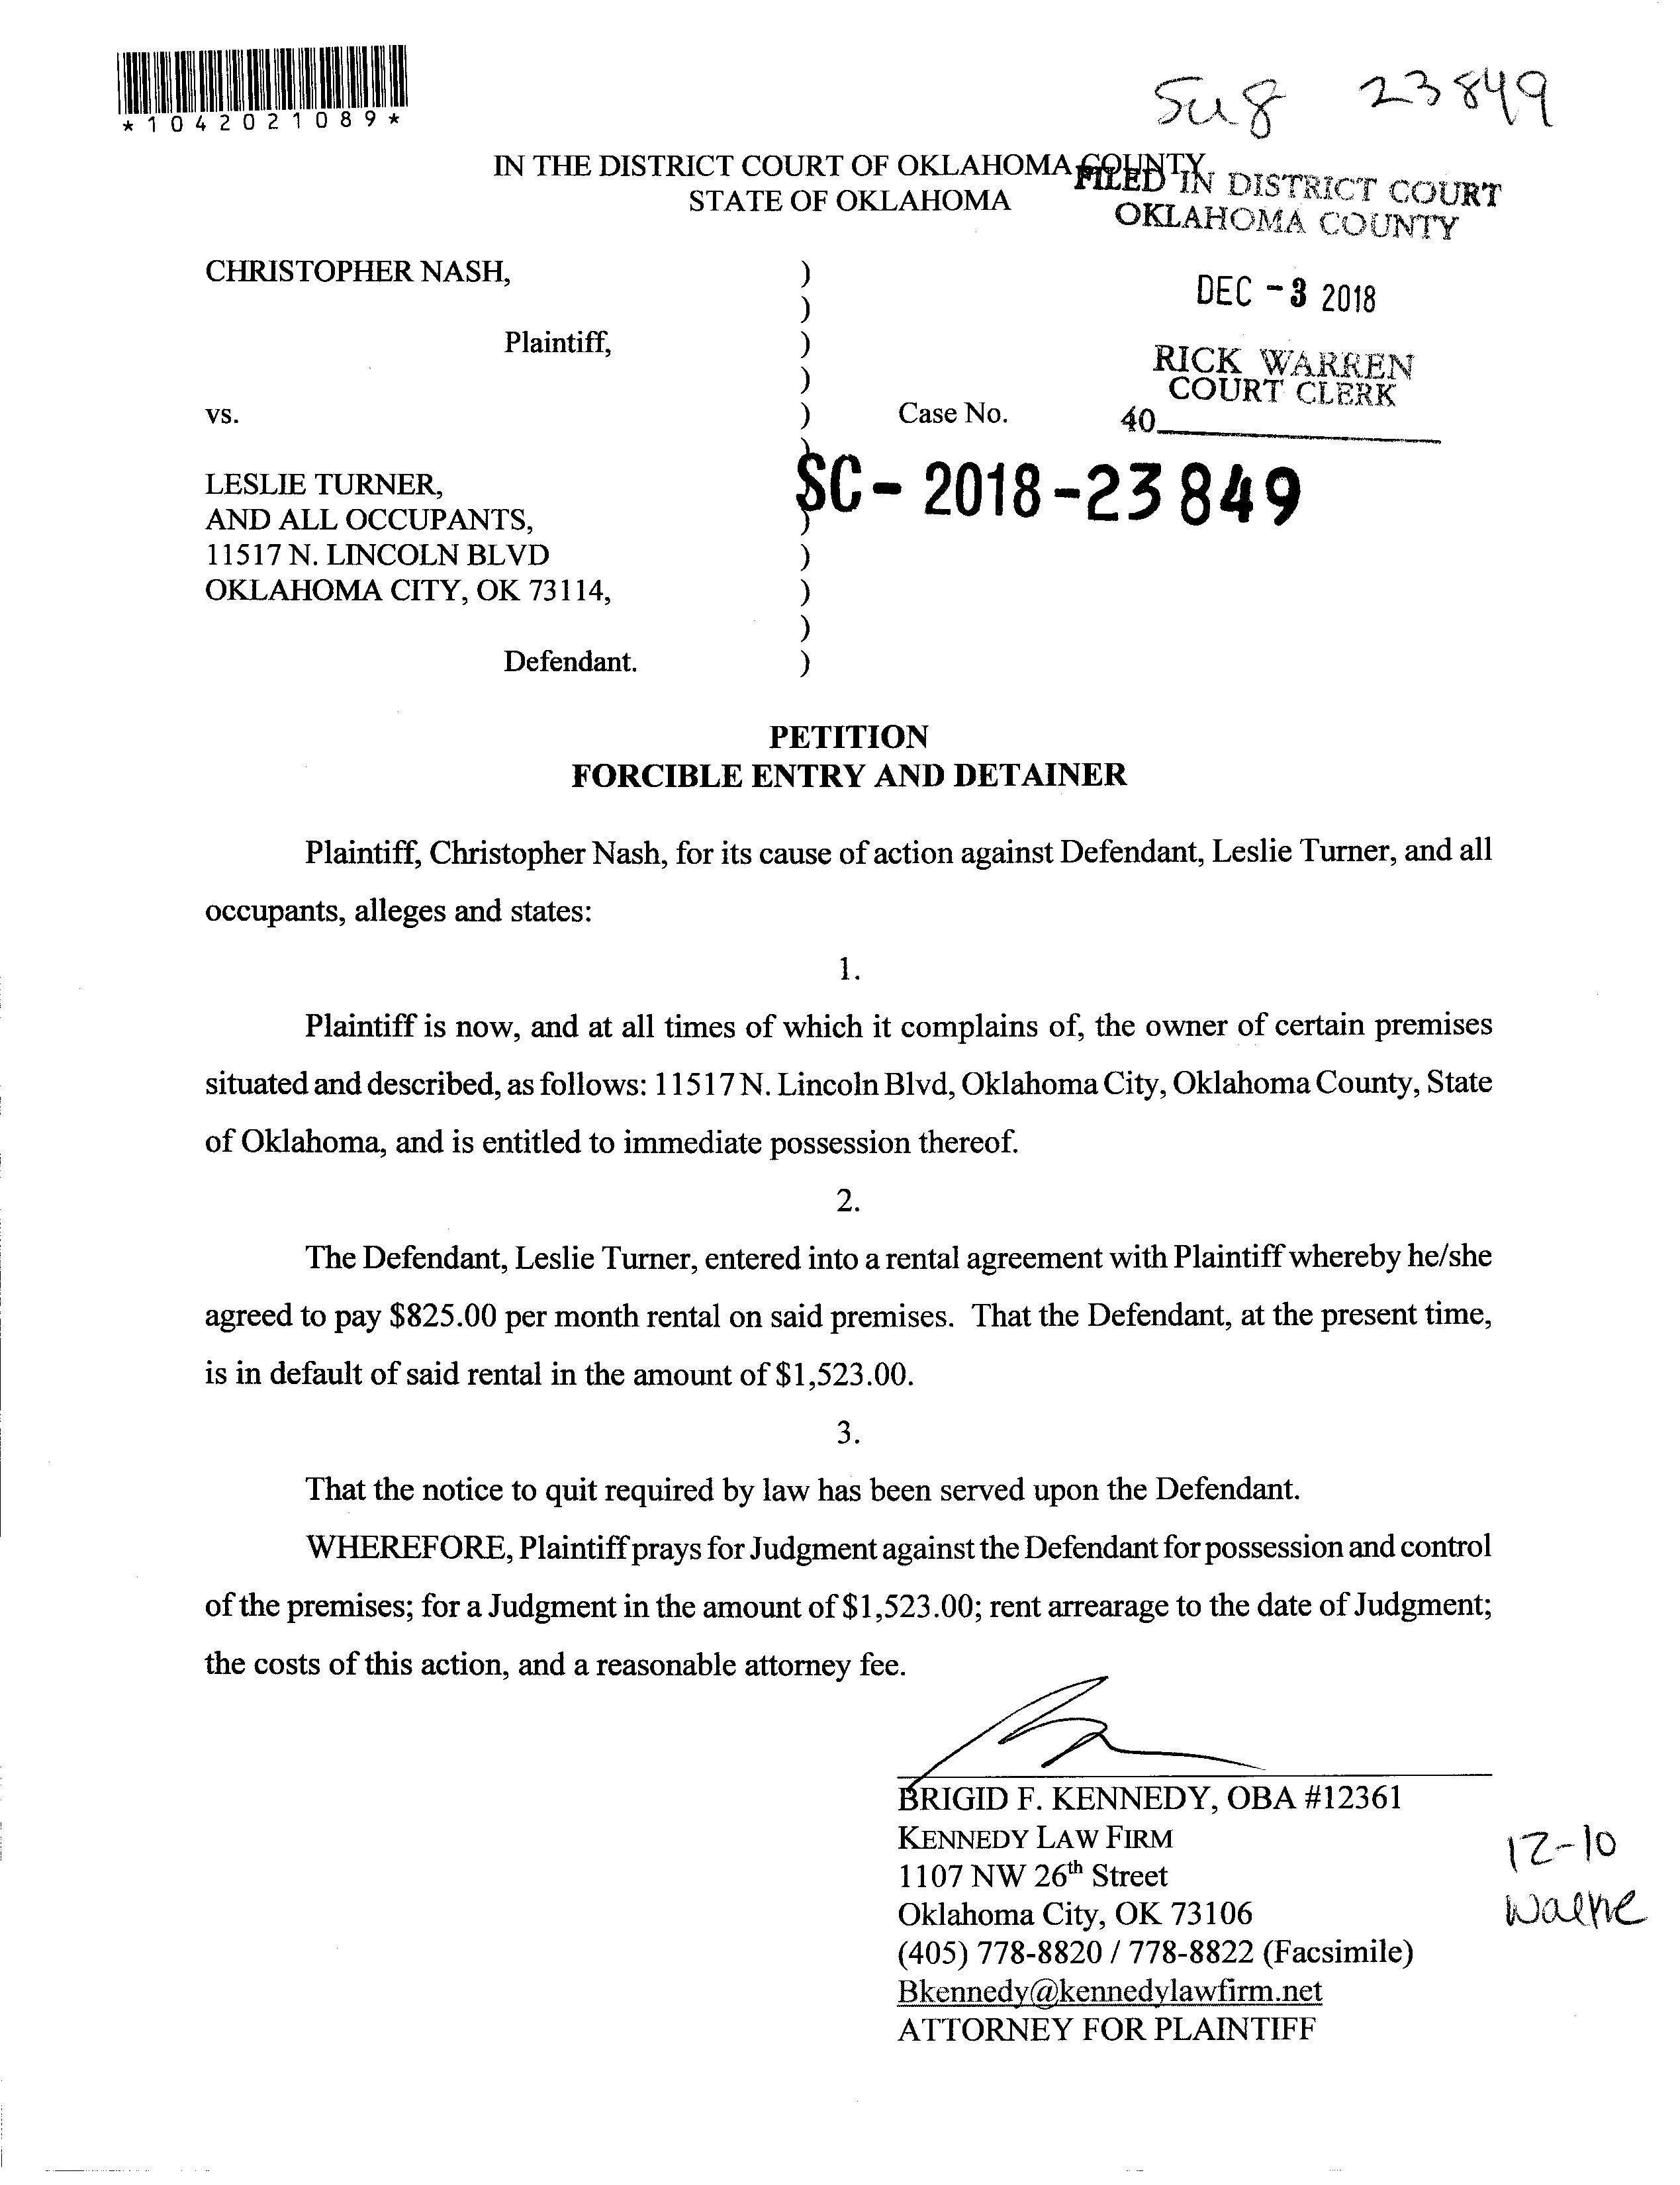 *1042021089*
Sug 23849
IN THE DISTRICT COURT OF OKLAHOMA COUNTY
STATE OF OKLAHOMA
FILED IN DISTRICT COURT
OKLAHOMA COUNTY
DEC -3 2018
RICK WARREN
COURT CLERK
40
CHRISTOPHER NASH, )
)
Plaintiff, )
)
vs. ) Case No.
)
SC-2018-23849
LESLIE TURNER,
AND ALL OCCUPANTS, )
11517 N. LINCOLN BLVD )
OKLAHOMA CITY, OK 73114, )
)
Defendant. )
PETITION
FORCIBLE ENTRY AND DETAINER
Plaintiff, Christopher Nash, for its cause of action against Defendant, Leslie Turner, and all
occupants, alleges and states:
1.
Plaintiff is now, and at all times of which it complains of, the owner of certain premises
situated and described, as follows: 11517 N. Lincoln Blvd, Oklahoma City, Oklahoma County, State
of Oklahoma, and is entitled to immediate possession thereof.
2.
The Defendant, Leslie Turner, entered into a rental agreement with Plaintiff whereby he/she
agreed to pay $825.00 per month rental on said premises. That the Defendant, at the present time,
is in default of said rental in the amount of $1,523.00.
3.
That the notice to quit required by law has been served upon the Defendant.
WHEREFORE, Plaintiff prays for Judgment against the Defendant for possession and control
of the premises; for a Judgment in the amount of $1,523.00; rent arrearage to the date of Judgment;
the costs of this action, and a reasonable attorney fee.
BRIGID F. KENNEDY, OBA #12361
KENNEDY LAW FIRM
1107 NW 26th Street
Oklahoma City, OK 73106
(405) 778-8820 / 778-8822 (Facsimile)
Bkennedy@kennedylawfirm.net
ATTORNEY FOR PLAINTIFF
12-10